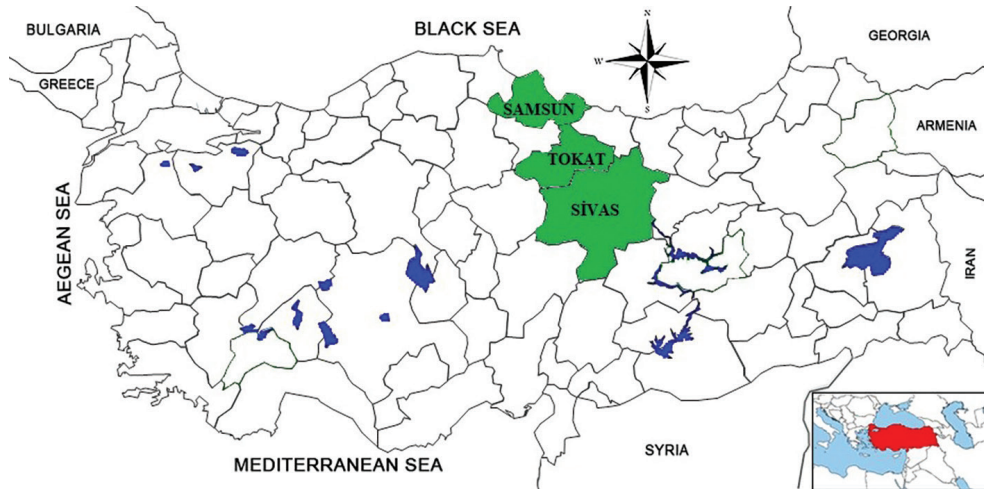 BULGARIA
BLACK SEA
N
GEORGIA
W
E
S
GREECE
SAMSUN
ARMENIA
TOKAT
SİVAS
AEGEAN SEA
IRAN
MEDITERRANEAN SEA
SYRIA